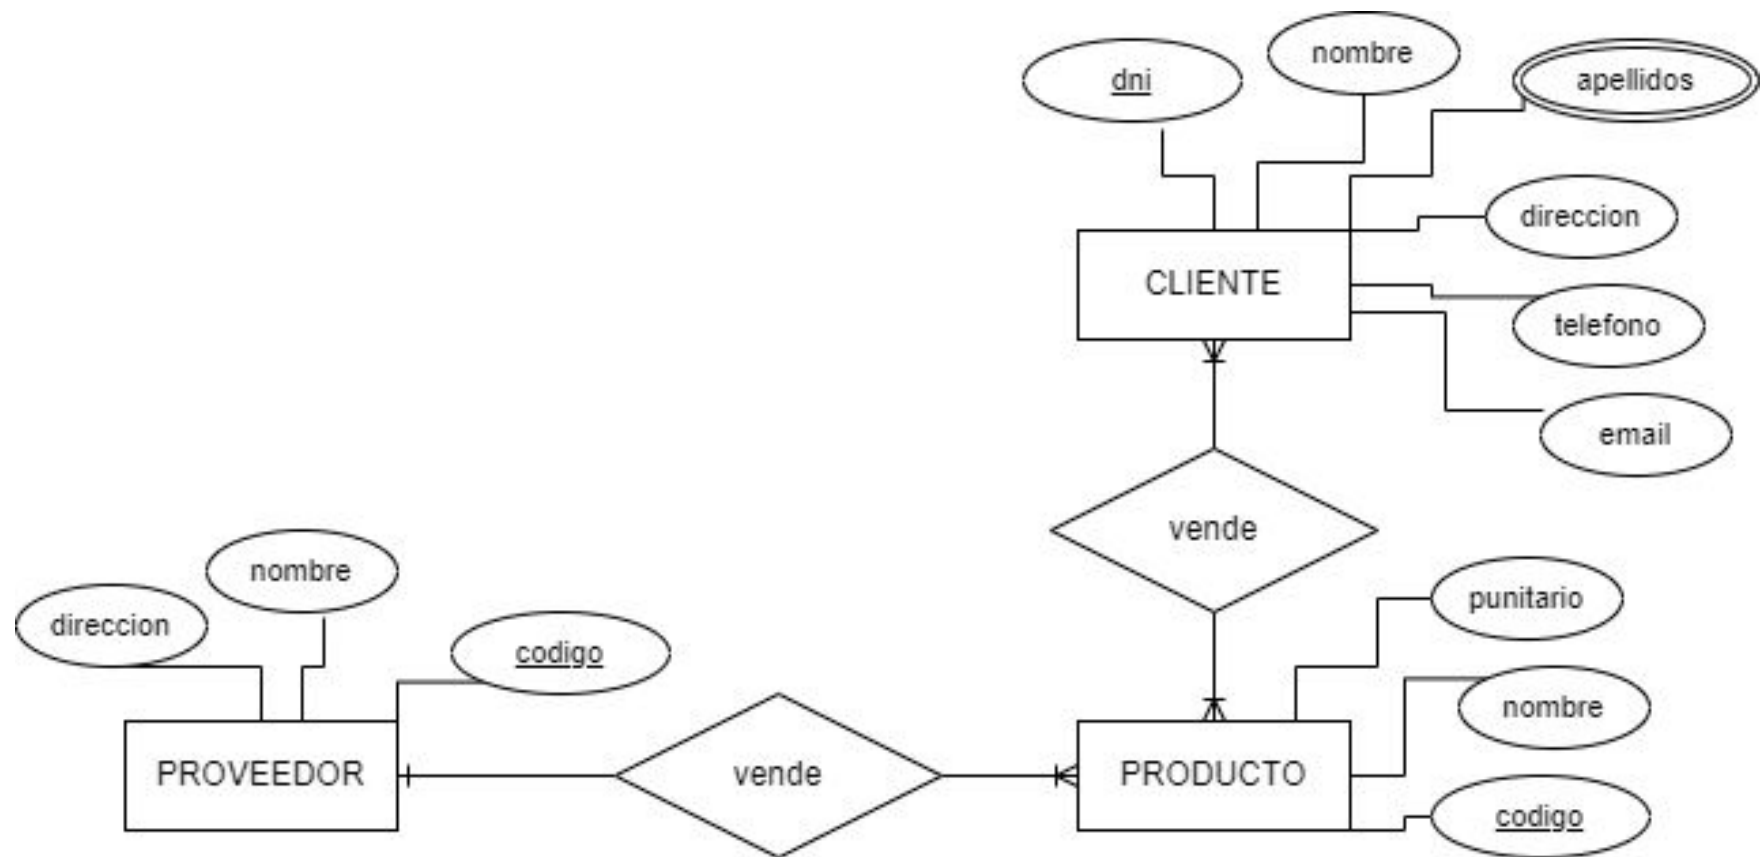 dni
nombre
apellidos
direccion
CLIENTE
telefono
email
vende
nombre
direccion
codigo
punitario
nombre
PROVEEDOR
vende
PRODUCTO
codigo